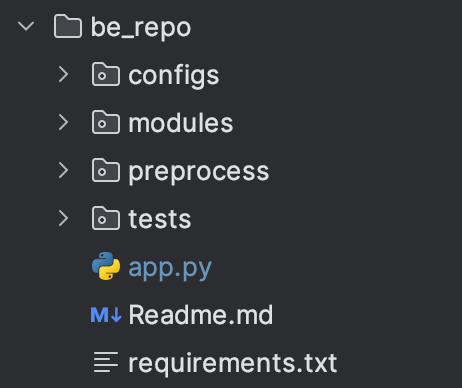 be_repo
configs
modules
preprocess
tests
app.py
M↓ Readme.md
requirements.txt